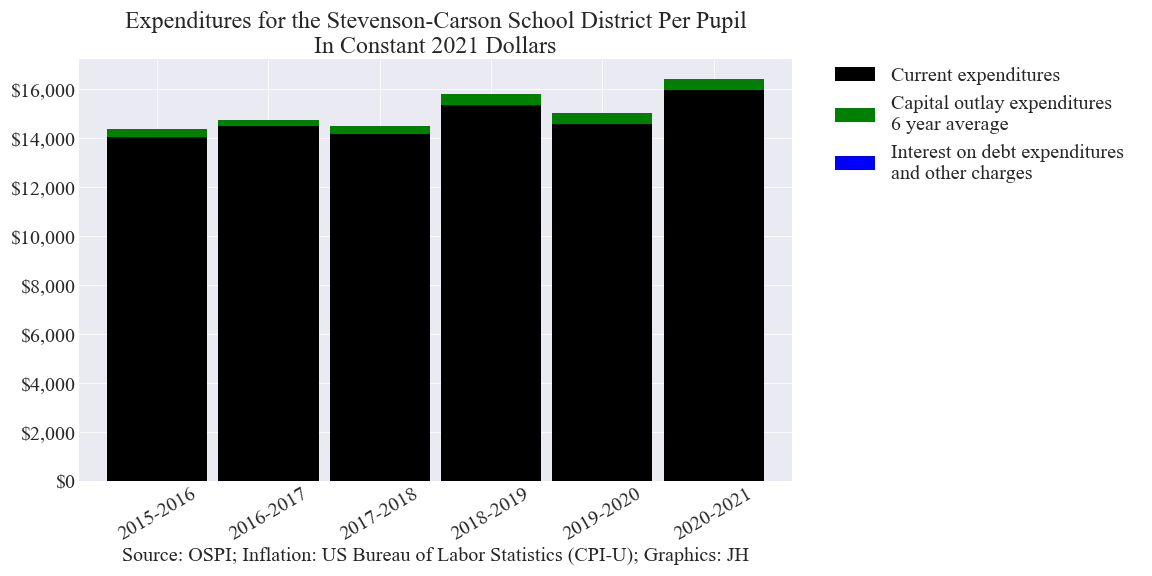 Expenditures for the Stevenson-Carson School District Per Pupil
In Constant 2021 Dollars
$16,000
$14,000
$12,000
$10,000
$8,000
$6,000
$4,000
$2,000
$0
2015-2016
2016-2017
2017-2018
2018-2019
2019-2020
2020-2021
Source: OSPI; Inflation: US Bureau of Labor Statistics (CPI-U); Graphics: JH
Current expenditures
Capital outlay expenditures
6 year average
Interest on debt expenditures
and other charges